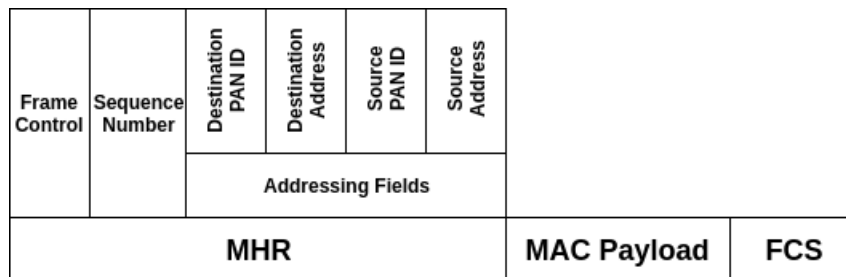 Frame
Control
Sequence
Number
Destination
PAN ID
Destination
Address
Source
PAN ID
Source
Address
Addressing Fields
MHR
MAC Payload
FCS